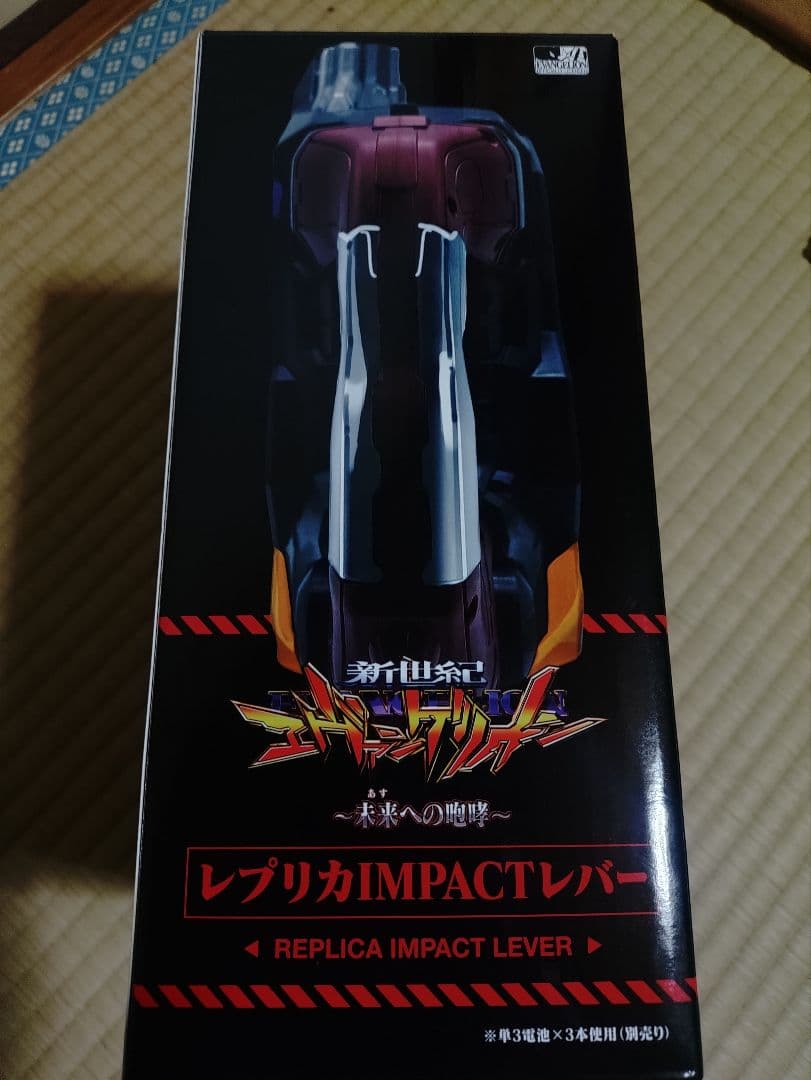 EVANGELION
新世紀
EVANGELION
エヴァンゲリオン
あす
～未来への咆哮～
レプリカIMPACTレバー
◀ REPLICA IMPACT LEVER ▶
※単3電池×3本使用(別売り)